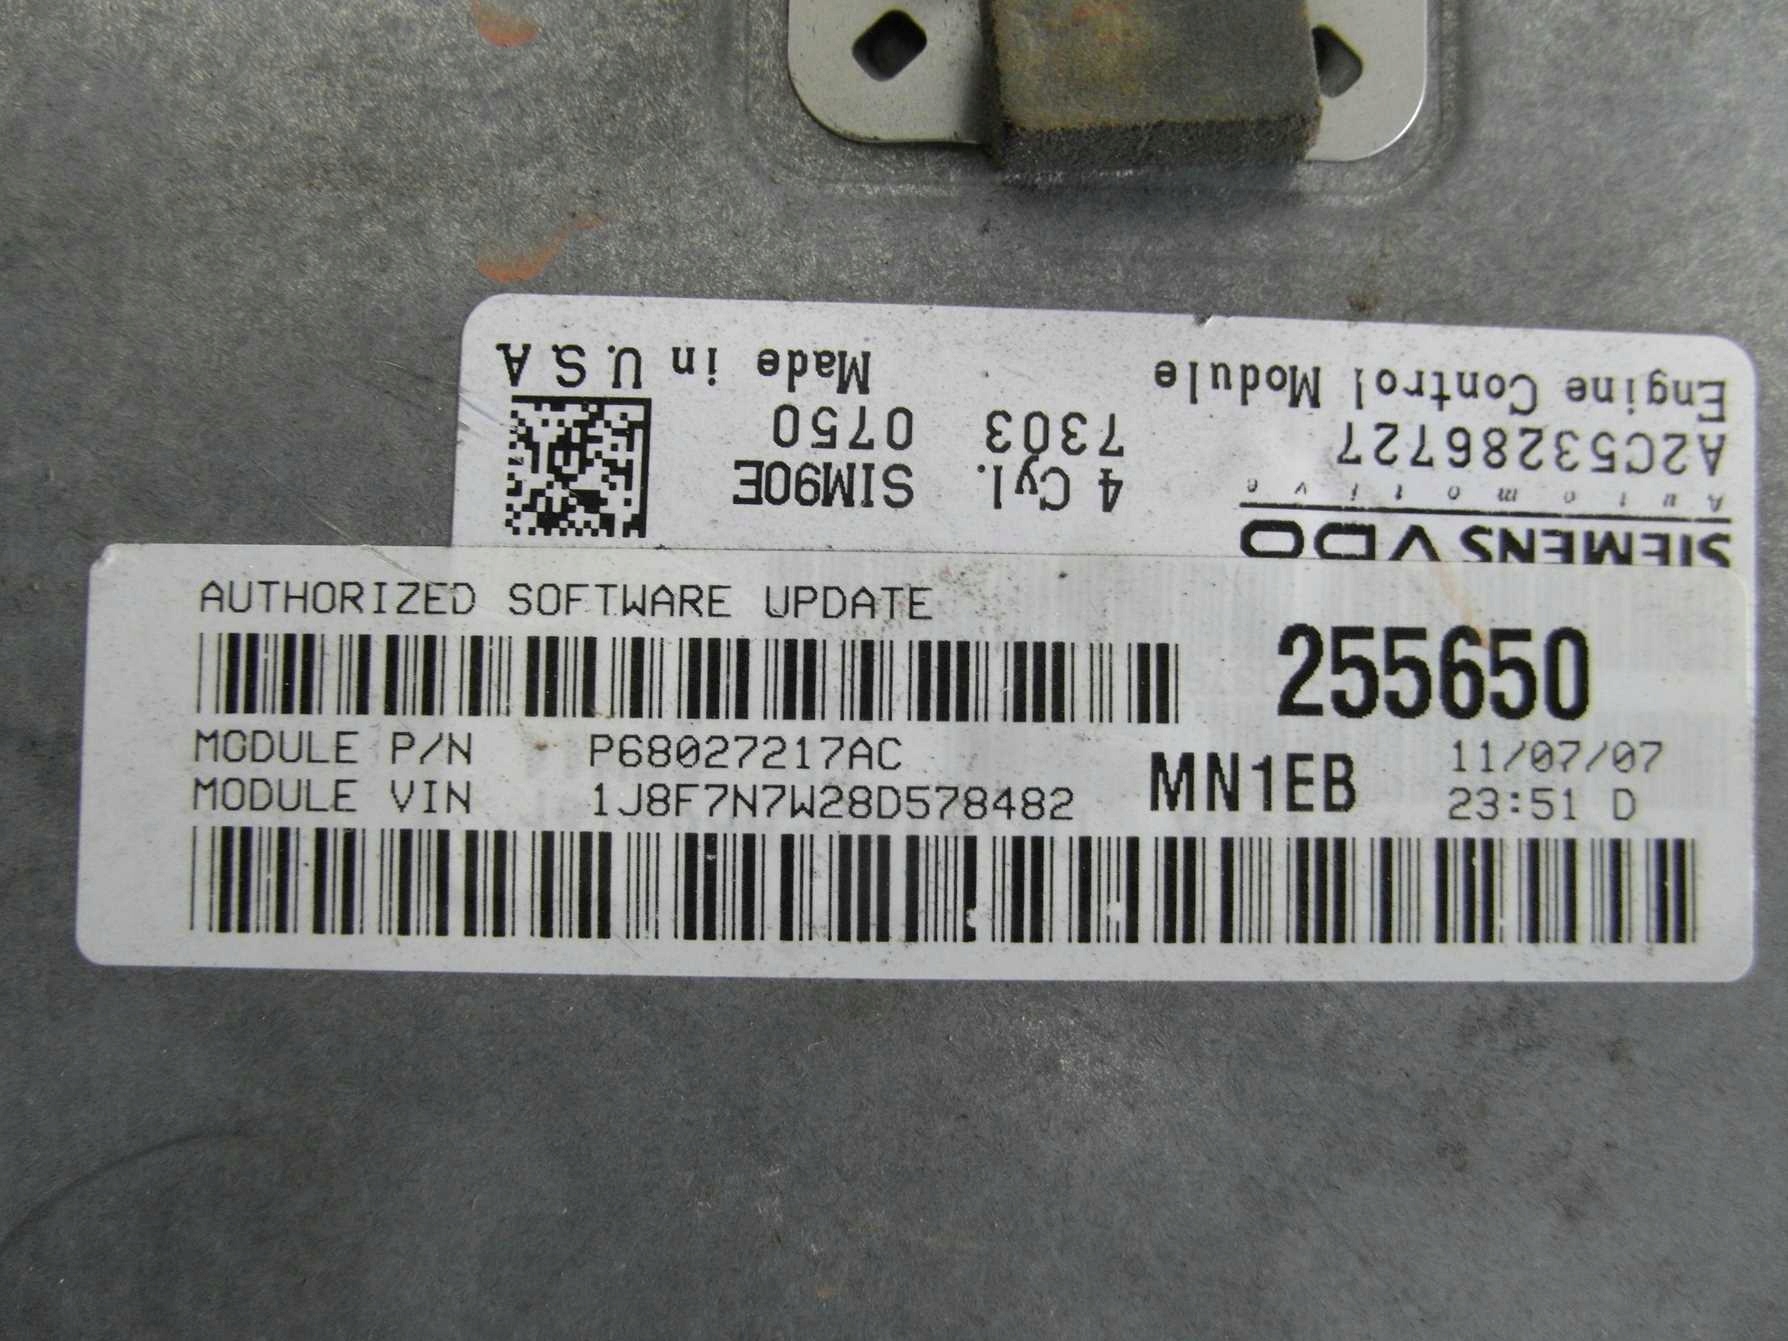 SIEMENS VDO
Automotive
A2C53286727 4 Cyl. SIM90E
Engine Control Module 7303 0750
Made in U.S.A
AUTHORIZED SOFTWARE UPDATE
255650
MODULE P/N P68027217AC
MODULE VIN 1J8F7N7W28D578482
MN1EB
11/07/07
23:51 D